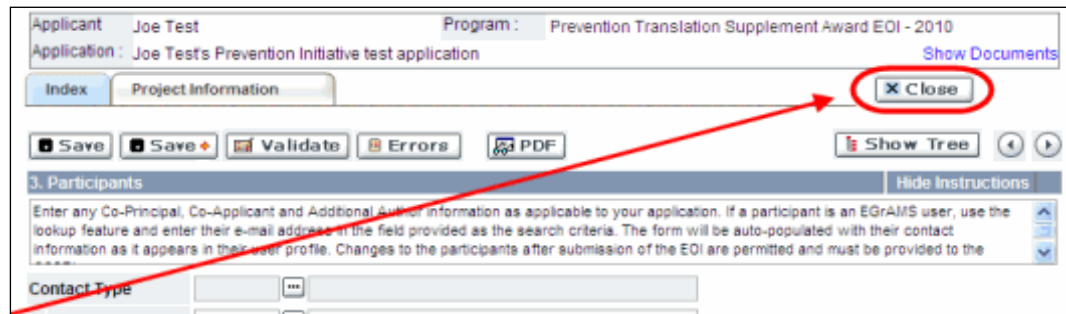 Applicant Joe Test Program : Prevention Translation Supplement Award EOI - 2010
Application : Joe Test's Prevention Initiative test application Show Documents
Index Project Information Close
Save Save Validate Errors PDF Show Tree
3. Participants Hide Instructions
Enter any Co-Principal, Co-Applicant and Additional Author information as applicable to your application. If a participant is an EGrAMS user, use the
lookup feature and enter their e-mail address in the field provided as the search criteria. The form will be auto-populated with their contact
information as it appears in their user profile. Changes to the participants after submission of the EOI are permitted and must be provided to the
Contact Type